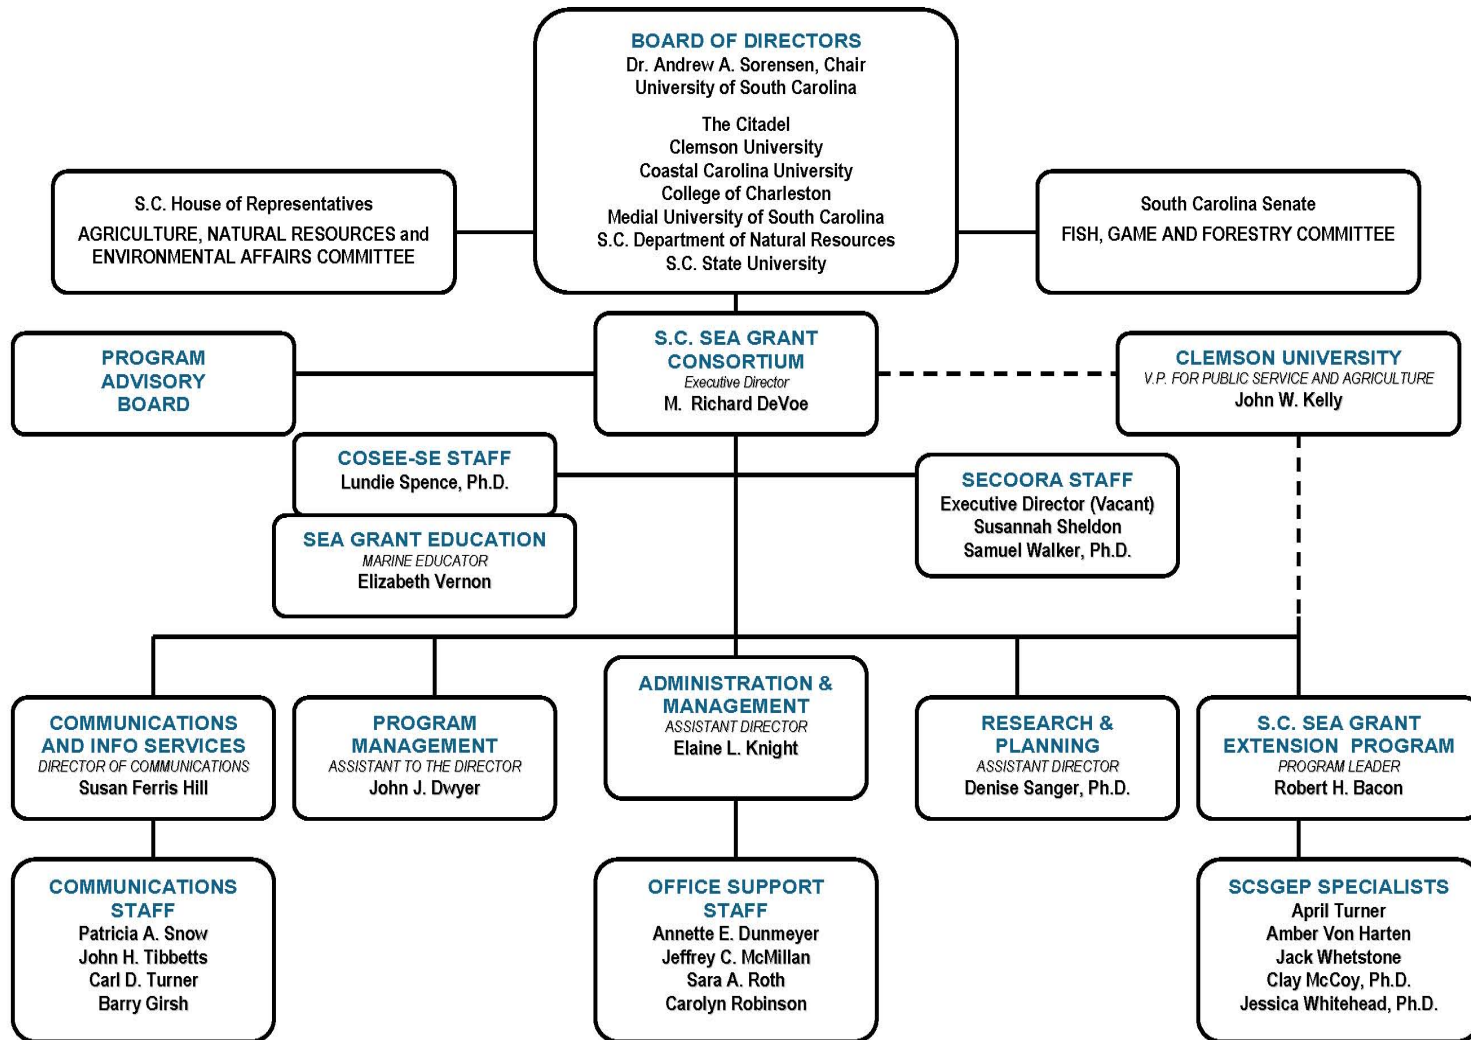 BOARD OF DIRECTORS
Dr. Andrew A. Sorensen, Chair
University of South Carolina
The Citadel
Clemson University
Coastal Carolina University
College of Charleston
Medial University of South Carolina
S.C. Department of Natural Resources
S.C. State University
S.C. House of Representatives
AGRICULTURE, NATURAL RESOURCES and
ENVIRONMENTAL AFFAIRS COMMITTEE
South Carolina Senate
FISH, GAME AND FORESTRY COMMITTEE
PROGRAM
ADVISORY
BOARD
S.C. SEA GRANT
CONSORTIUM
Executive Director
M. Richard DeVoe
CLEMSON UNIVERSITY
V.P. FOR PUBLIC SERVICE AND AGRICULTURE
John W. Kelly
COSEE-SE STAFF
Lundie Spence, Ph.D.
SEA GRANT EDUCATION
MARINE EDUCATOR
Elizabeth Vernon
SECOORA STAFF
Executive Director (Vacant)
Susannah Sheldon
Samuel Walker, Ph.D.
COMMUNICATIONS
AND INFO SERVICES
DIRECTOR OF COMMUNICATIONS
Susan Ferris Hill
PROGRAM
MANAGEMENT
ASSISTANT TO THE DIRECTOR
John J. Dwyer
ADMINISTRATION &
MANAGEMENT
ASSISTANT DIRECTOR
Elaine L. Knight
RESEARCH &
PLANNING
ASSISTANT DIRECTOR
Denise Sanger, Ph.D.
S.C. SEA GRANT
EXTENSION PROGRAM
PROGRAM LEADER
Robert H. Bacon
COMMUNICATIONS
STAFF
Patricia A. Snow
John H. Tibbetts
Carl D. Turner
Barry Girsh
OFFICE SUPPORT
STAFF
Annette E. Dunmeyer
Jeffrey C. McMillan
Sara A. Roth
Carolyn Robinson
SCSGEP SPECIALISTS
April Turner
Amber Von Harten
Jack Whetstone
Clay McCoy, Ph.D.
Jessica Whitehead, Ph.D.